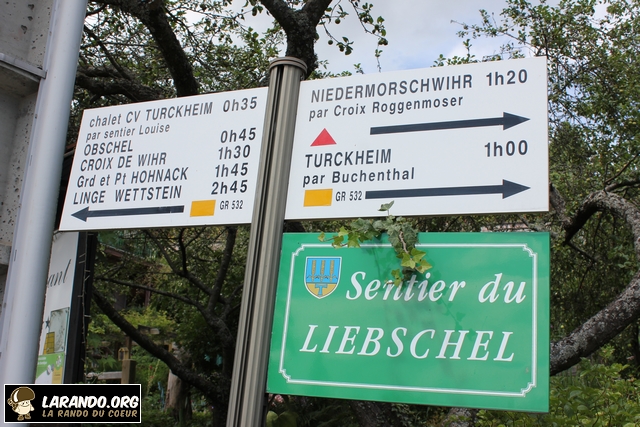 chalet CV TURCKHEIM 0h35
par sentier Louise
OBSCHEL 0h45
CROIX DE WIHR 1h30
Grd et Pt HOHNACK 1h45
LINGE WETTSTEIN 2h45
GR 532
NIEDERMORSCHWIHR 1h20
par Croix Roggenmoser
TURCKHEIM 1h00
par Buchenthal
GR 532
Sentier du
LIEBSCHEL
LARANDO.ORG
LA RANDO DU COEUR